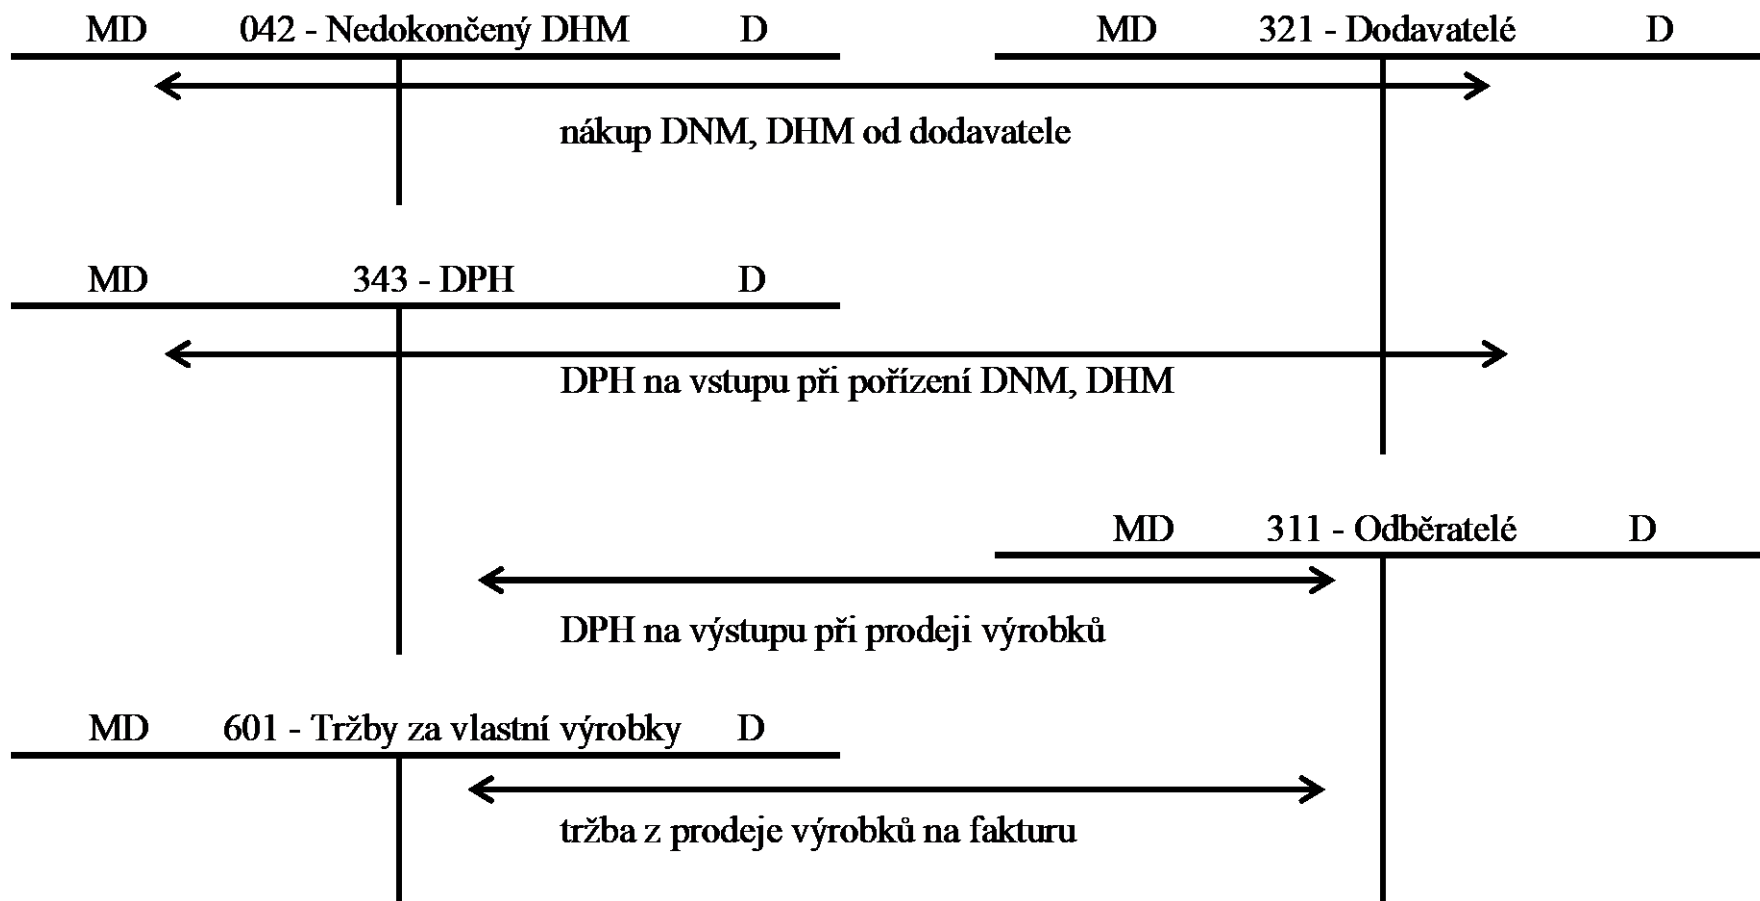 MD 042 - Nedokončený DHM D MD 321 - Dodavatelé D
nákup DNM, DHM od dodavatele
MD 343 - DPH D
DPH na vstupu při pořízení DNM, DHM
MD 311 - Odběratelé D
DPH na výstupu při prodeji výrobků
MD 601 - Tržby za vlastní výrobky D
tržba z prodeje výrobků na fakturu